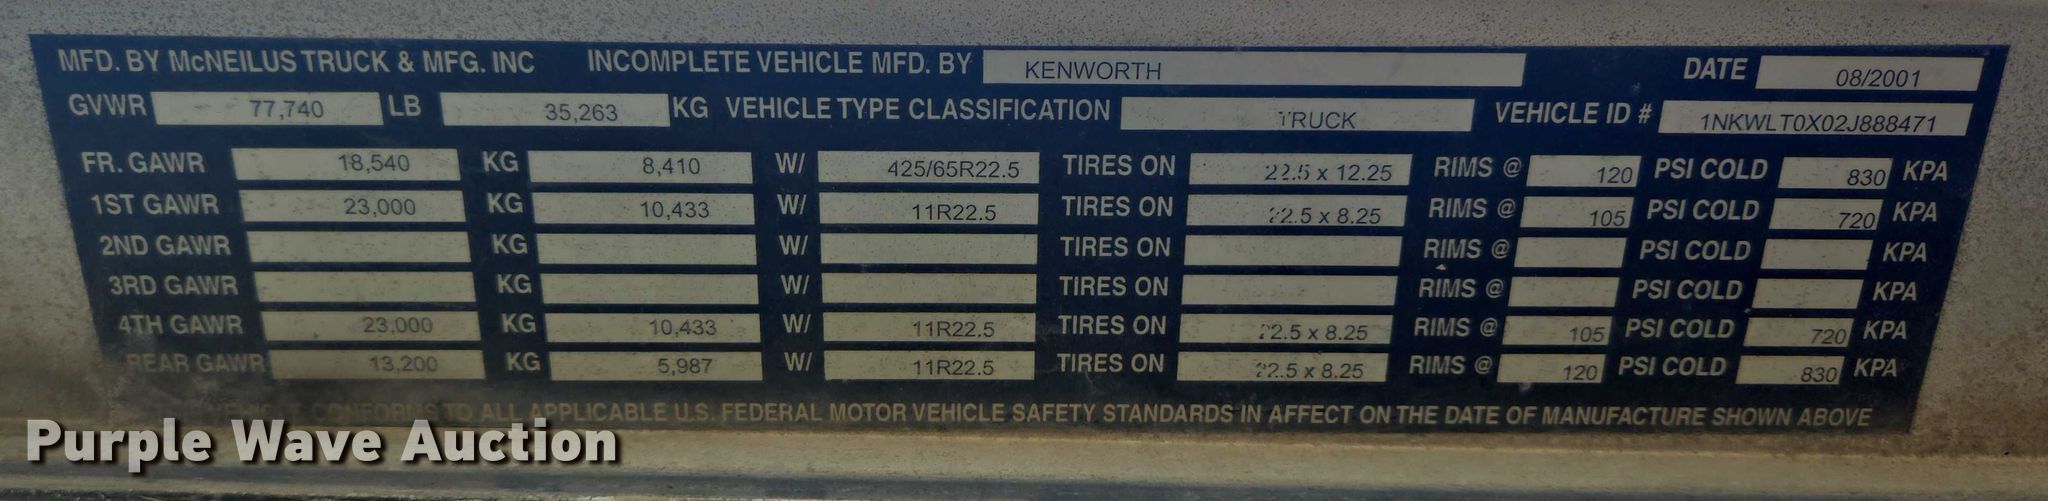 MFD. BY McNEILUS TRUCK & MFG. INC INCOMPLETE VEHICLE MFD. BY KENWORTH DATE 08/2001
GVWR 77,740 LB 35,263 KG VEHICLE TYPE CLASSIFICATION TRUCK VEHICLE ID # 1NKWLT0X02J888471
FR. GAWR 18,540 KG 8,410 W/ 425/65R22.5 TIRES ON 22.5 x 12.25 RIMS @ 120 PSI COLD 830 KPA
1ST GAWR 23,000 KG 10,433 W/ 11R22.5 TIRES ON 22.5 x 8.25 RIMS @ 105 PSI COLD 720 KPA
2ND GAWR KG W/ TIRES ON RIMS @ PSI COLD KPA
3RD GAWR KG W/ TIRES ON RIMS @ PSI COLD KPA
4TH GAWR 23,000 KG 10,433 W/ 11R22.5 TIRES ON 22.5 x 8.25 RIMS @ 105 PSI COLD 720 KPA
REAR GAWR 13,200 KG 5,987 W/ 11R22.5 TIRES ON 22.5 x 8.25 RIMS @ 120 PSI COLD 830 KPA
VEHICLE CONFORMS TO ALL APPLICABLE U.S. FEDERAL MOTOR VEHICLE SAFETY STANDARDS IN AFFECT ON THE DATE OF MANUFACTURE SHOWN ABOVE
Purple Wave Auction